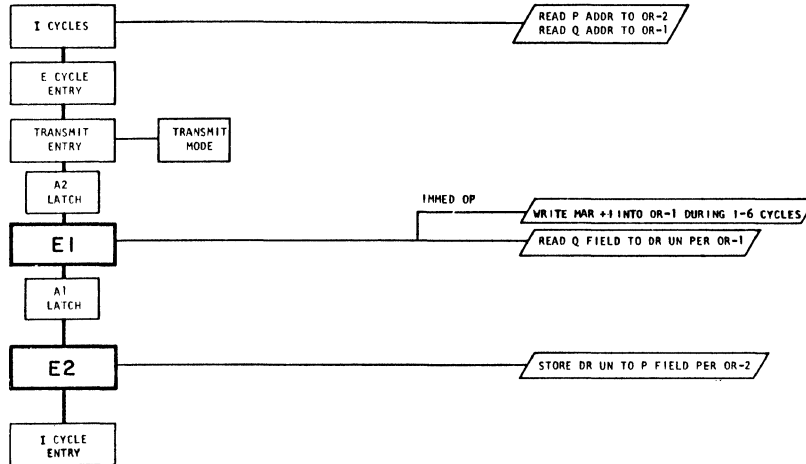 I CYCLES
READ P ADDR TO OR-2
READ Q ADDR TO OR-1
E CYCLE
ENTRY
TRANSMIT
ENTRY
TRANSMIT
MODE
A2
LATCH
IMMED OP
WRITE MAR +1 INTO OR-1 DURING I-6 CYCLES
E1
READ Q FIELD TO DR UN PER OR-1
A1
LATCH
E2
STORE DR UN TO P FIELD PER OR-2
I CYCLE
ENTRY